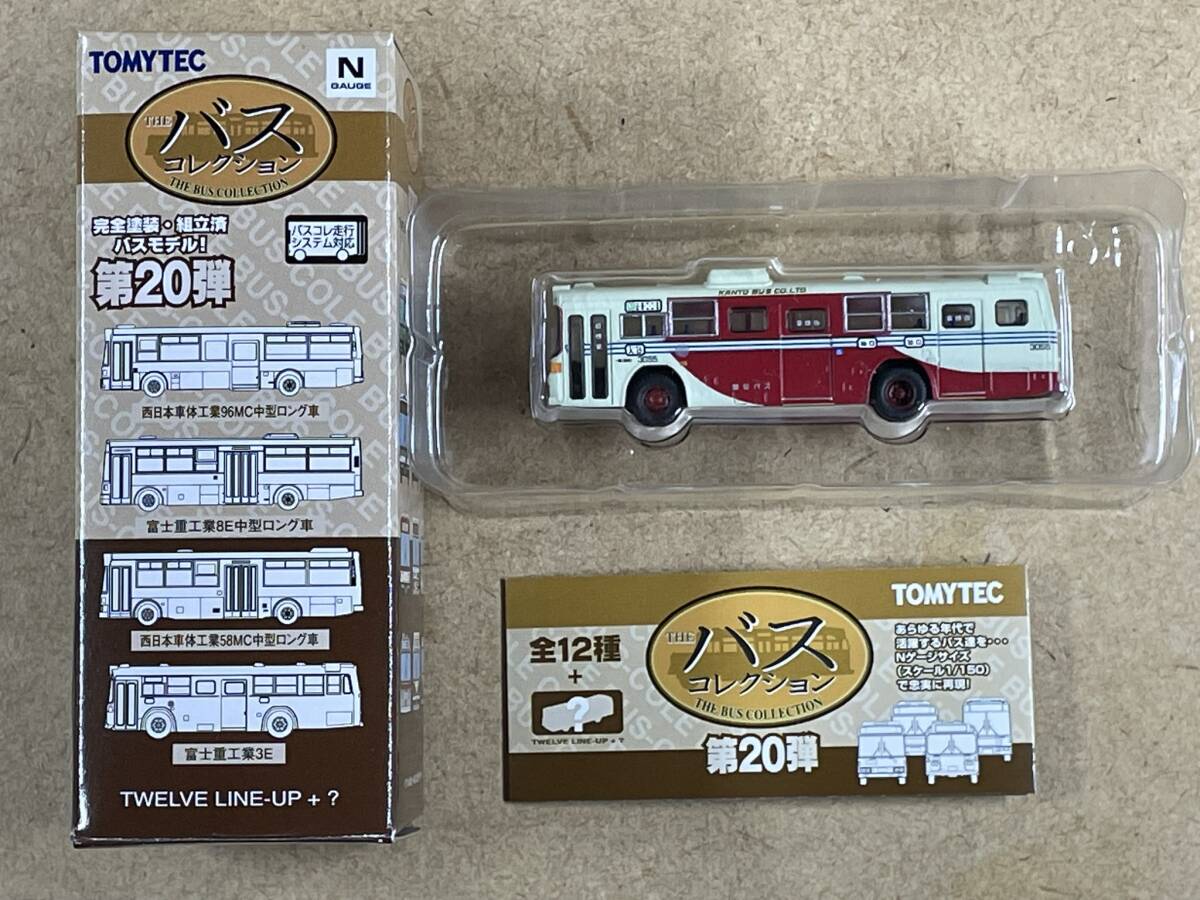 TOMYTEC
N
GAUGE
THE
バス
コレクション
THE BUS COLLECTION
完全塗装・組立済
バスモデル!
バスコレ走行
システム対応
第20弾
西日本車体工業96MC中型ロング車
富士重工業8E中型ロング車
西日本車体工業58MC中型ロング車
富士重工業3E
TWELVE LINE-UP + ?
KANTO BUS CO.LTD
入口
関東バス
TOMYTEC
全12種
+
?
TWELVE LINE-UP + ?
THE
バス
コレクション
THE BUS COLLECTION
第20弾
あらゆる年代で
活躍するバス達を・・・
Nゲージサイズ
(スケール1/150)
で忠実に再現!